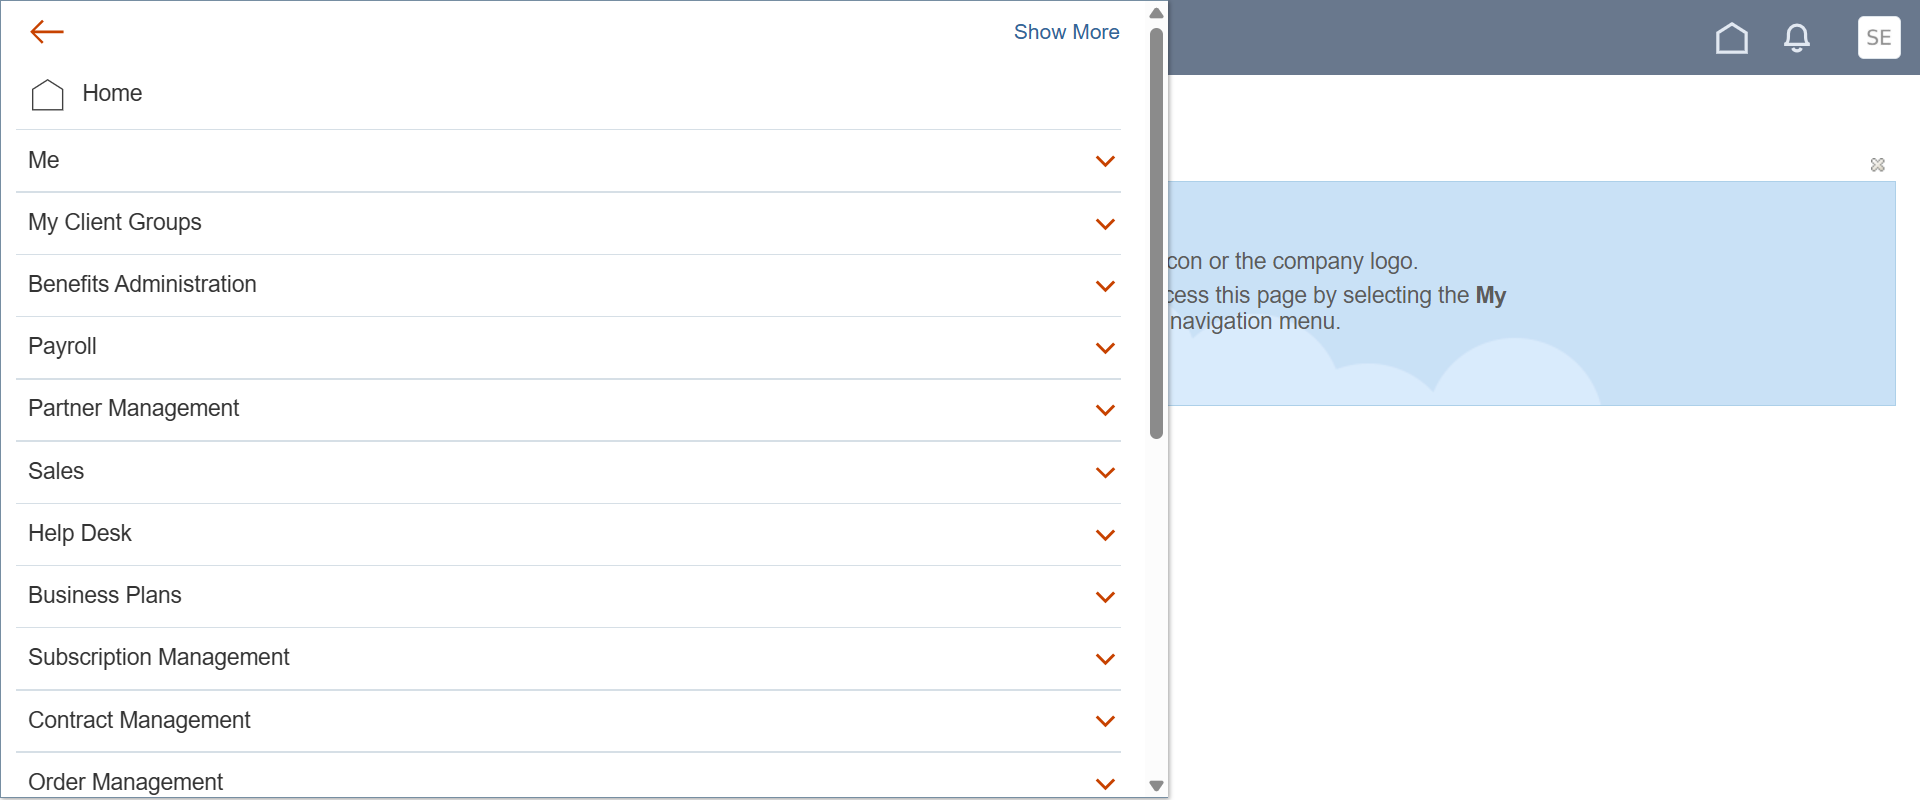 Show More
Home
Me
My Client Groups
Benefits Administration
Payroll
Partner Management
Sales
Help Desk
Business Plans
Subscription Management
Contract Management
Order Management
SE
con or the company logo.
cess this page by selecting the My
navigation menu.